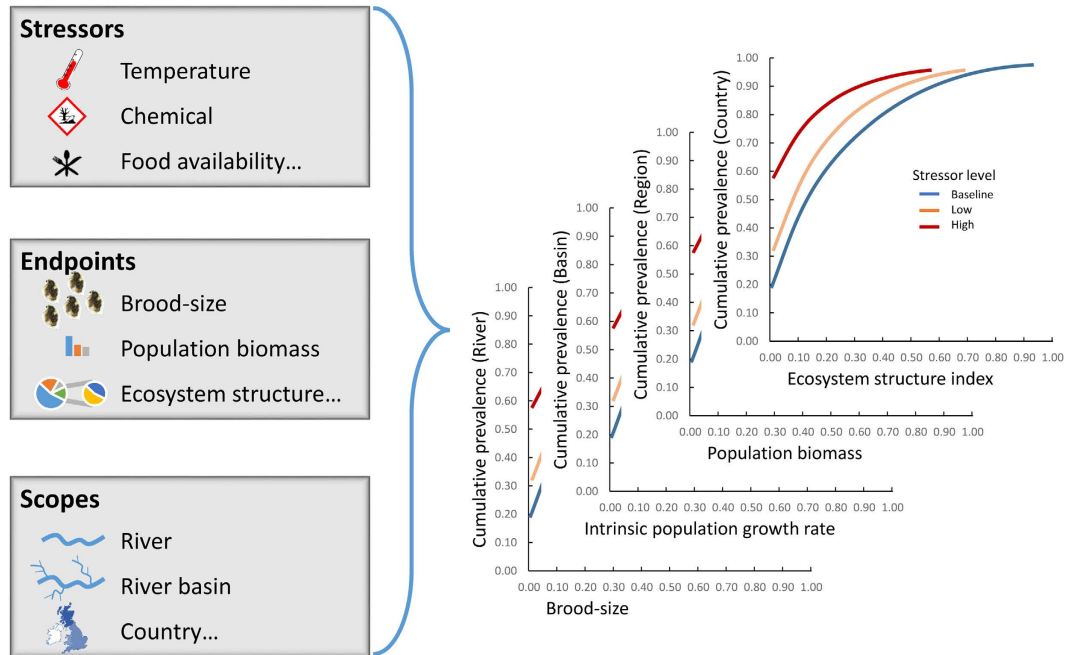 Stressors
Temperature
Chemical
Food availability...
Endpoints
Brood-size
Population biomass
Ecosystem structure...
Scopes
River
River basin
Country...
Cumulative prevalence (River)
1.00
0.90
0.80
0.70
0.60
0.50
0.40
0.30
0.20
0.10
0.00
0.00 0.10 0.20 0.30 0.40 0.50 0.60 0.70 0.80 0.90 1.00
Brood-size
Cumulative prevalence (Basin)
1.00
0.90
0.80
0.70
0.60
0.50
0.40
0.30
0.20
0.10
0.00
0.00 0.10 0.20 0.30 0.40 0.50 0.60 0.70 0.80 0.90 1.00
Intrinsic population growth rate
Cumulative prevalence (Region)
1.00
0.90
0.80
0.70
0.60
0.50
0.40
0.30
0.20
0.10
0.00
0.00 0.10 0.20 0.30 0.40 0.50 0.60 0.70 0.80 0.90 1.00
Population biomass
Cumulative prevalence (Country)
1.00
0.90
0.80
0.70
0.60
0.50
0.40
0.30
0.20
0.10
0.00
0.00 0.10 0.20 0.30 0.40 0.50 0.60 0.70 0.80 0.90 1.00
Ecosystem structure index
Stressor level
Baseline
Low
High